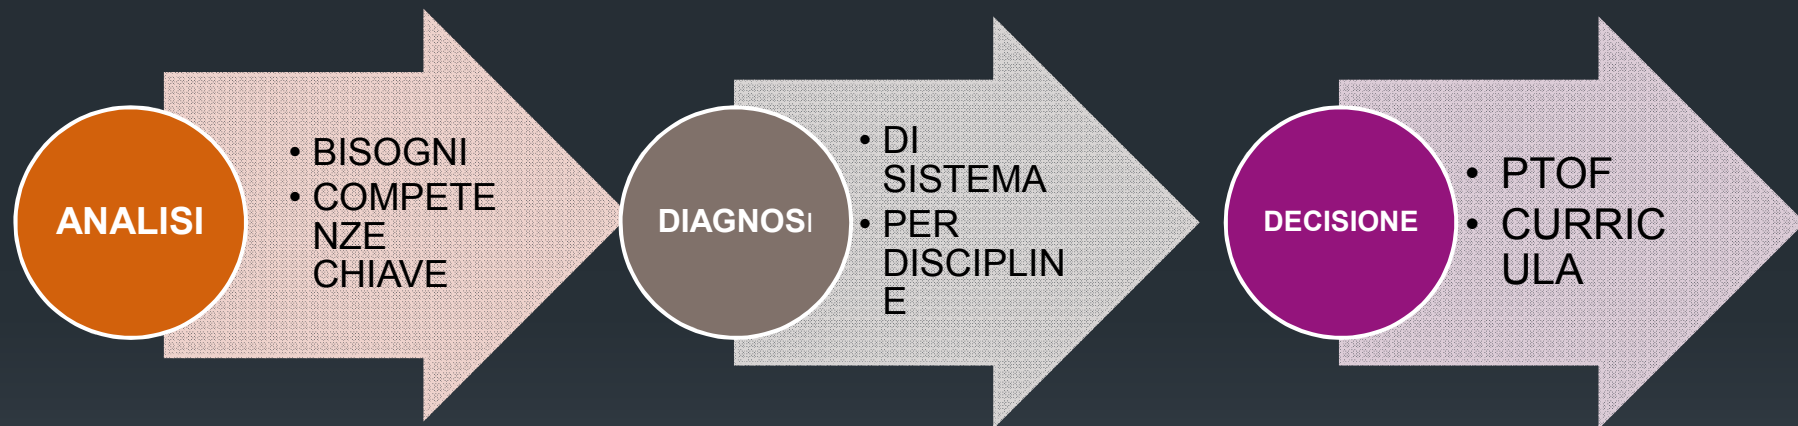 ANALISI
• BISOGNI
• COMPETE
NZE
CHIAVE
DIAGNOSI
• DI
SISTEMA
• PER
DISCIPLIN
E
DECISIONE
• PTOF
• CURRIC
ULA